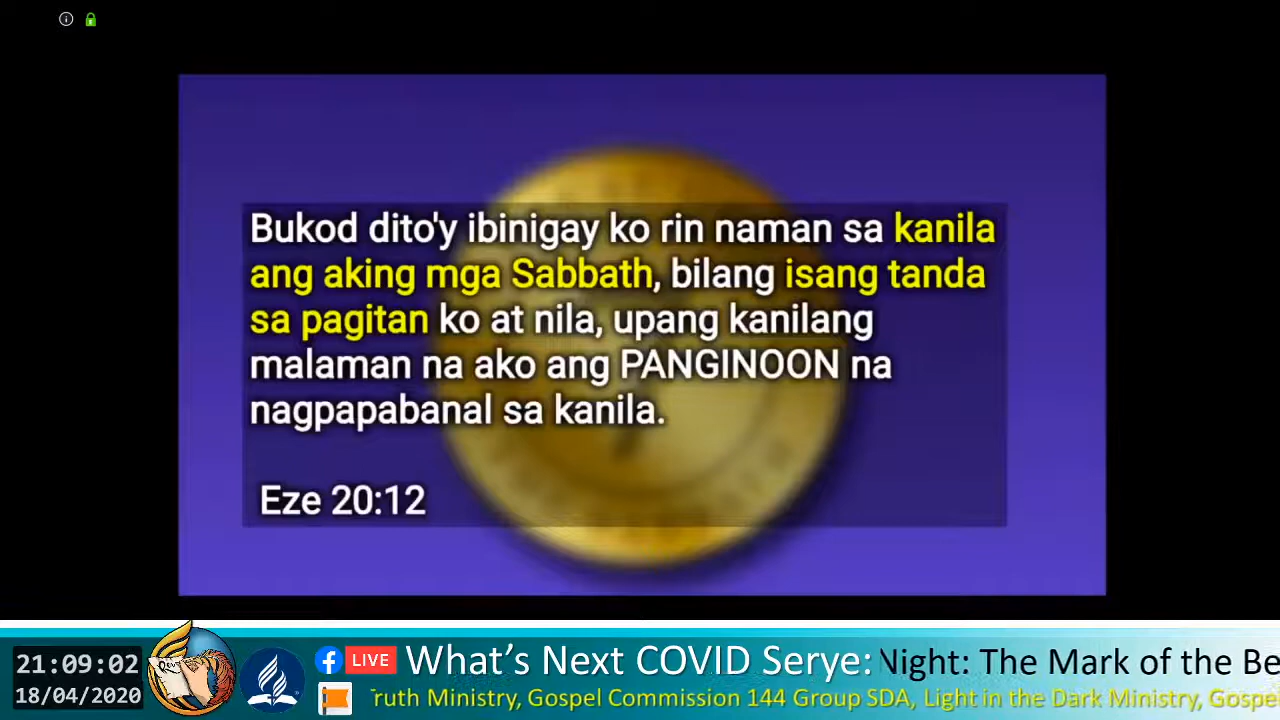 Bukod dito'y ibinigay ko rin naman sa kanila
ang aking mga Sabbath, bilang isang tanda
sa pagitan ko at nila, upang kanilang
malaman na ako ang PANGINOON na
nagpapabanal sa kanila.
Eze 20:12
21:09:02
18/04/2020
LIVE
What's Next COVID Serye: Night: The Mark of the Be
ruth Ministry, Gospel Commission 144 Group SDA, Light in the Dark Ministry, Gospe